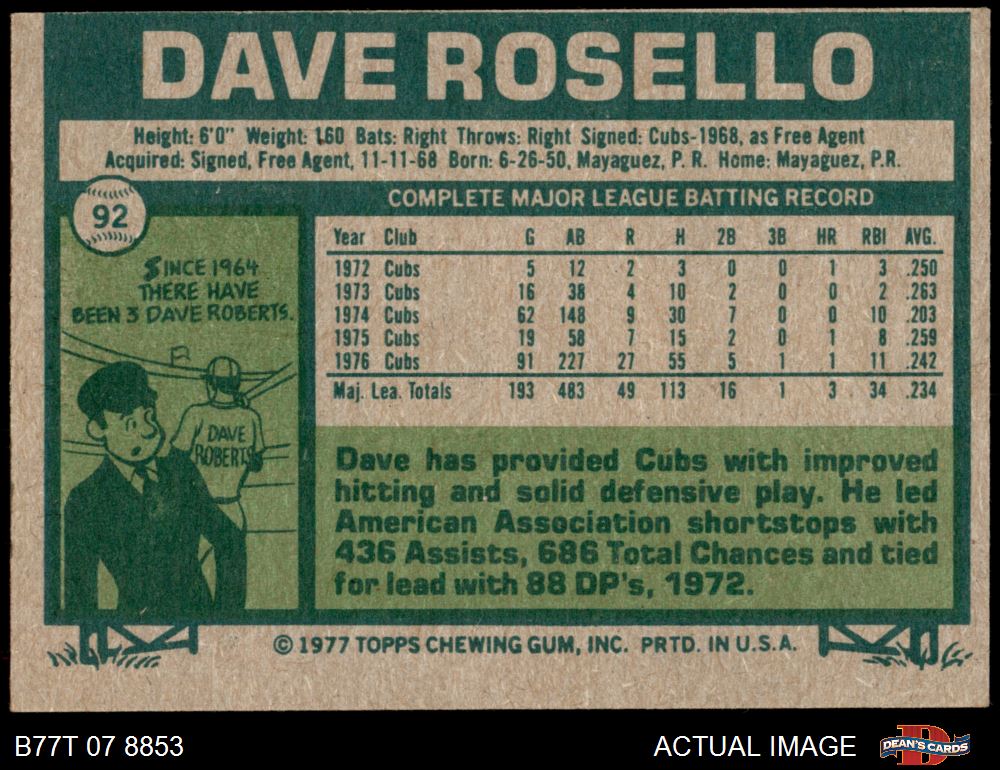 DAVE ROSELLO
Height: 6'0" Weight: 160 Bats: Right Throws: Right Signed: Cubs-1968, as Free Agent
Acquired: Signed, Free Agent, 11-11-68 Born: 6-26-50, Mayaguez, P. R. Home: Mayaguez, P.R.
92
SINCE 1964
THERE HAVE
BEEN 3 DAVE ROBERTS.
DAVE
ROBERTS
COMPLETE MAJOR LEAGUE BATTING RECORD
Year Club G AB R H 2B 3B HR RBI AVG.
1972 Cubs 5 12 2 3 0 0 1 3 .250
1973 Cubs 16 38 4 10 2 0 0 2 .263
1974 Cubs 62 148 9 30 7 0 0 10 .203
1975 Cubs 19 58 7 15 2 0 1 8 .259
1976 Cubs 91 227 27 55 5 1 1 11 .242
Maj. Lea. Totals 193 483 49 113 16 1 3 34 .234
Dave has provided Cubs with improved
hitting and solid defensive play. He led
American Association shortstops with
436 Assists, 686 Total Chances and tied
for lead with 88 DP's, 1972.
© 1977 TOPPS CHEWING GUM, INC. PRTD. IN U.S.A.
B77T 07 8853
ACTUAL IMAGE
D
DEAN'S CARDS